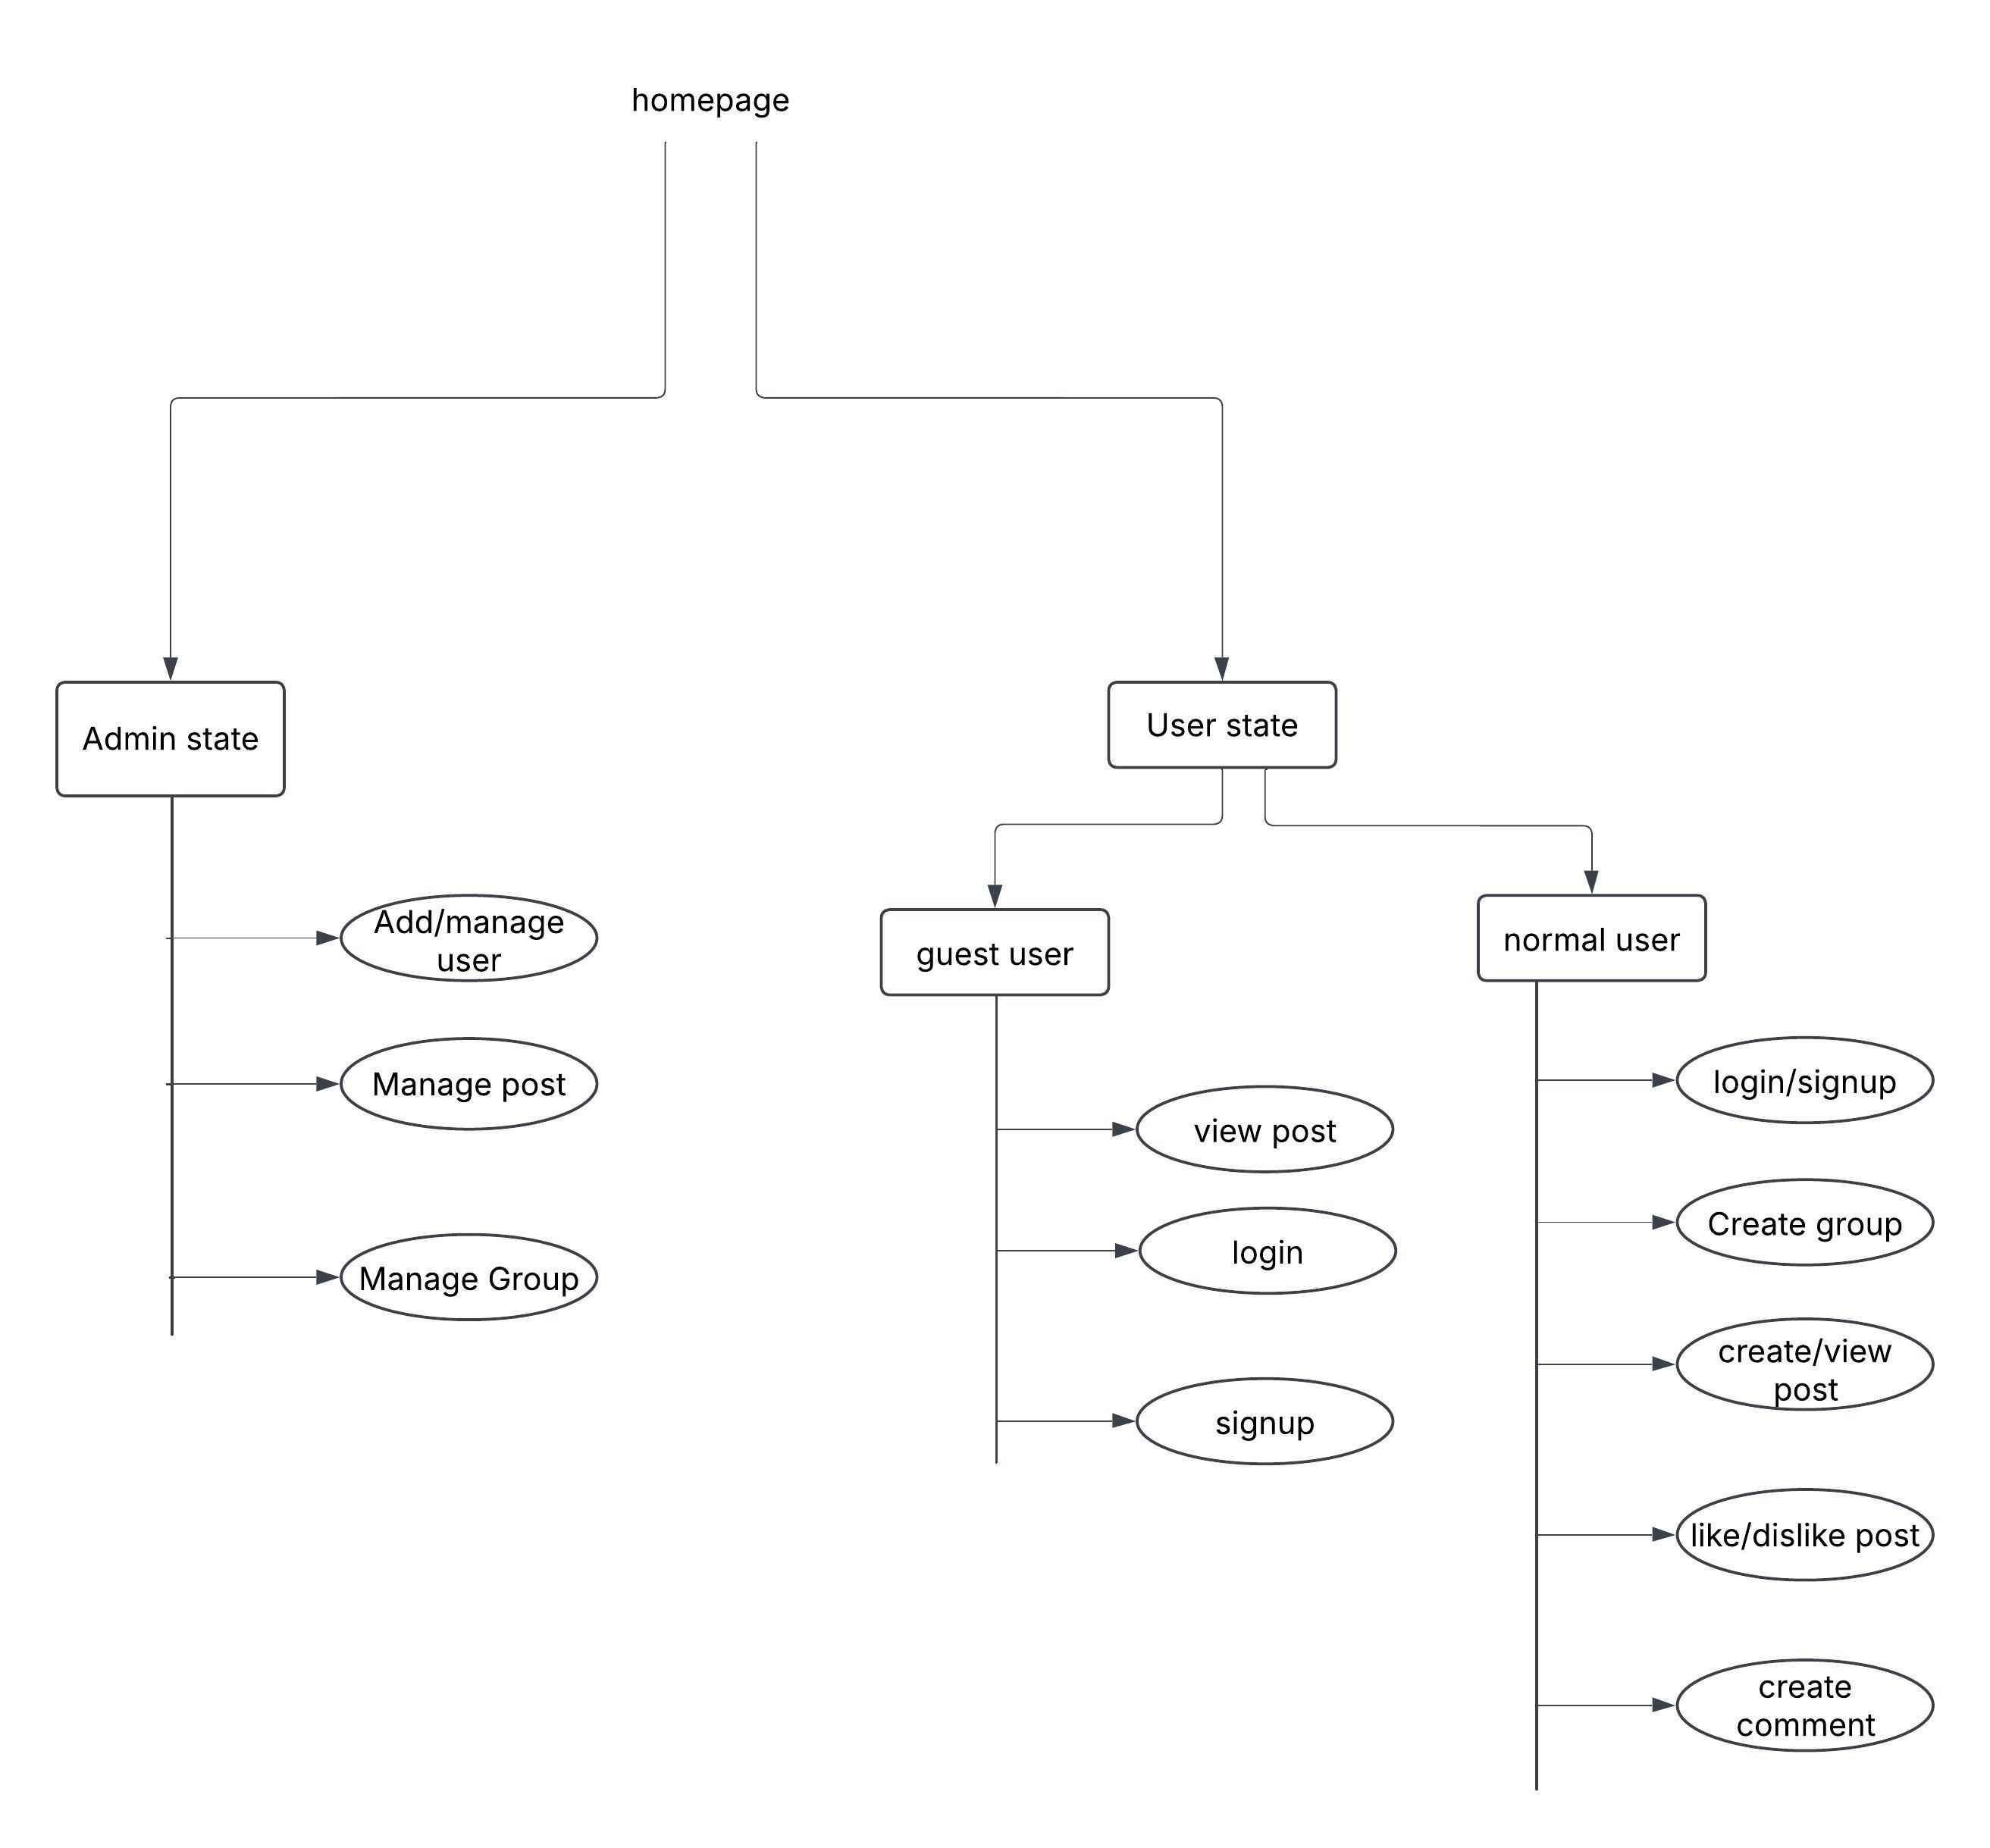 homepage
Admin state
Add/manage
user
Manage post
Manage Group
User state
guest user
view post
login
signup
normal user
login/signup
Create group
create/view
post
like/dislike post
create
comment